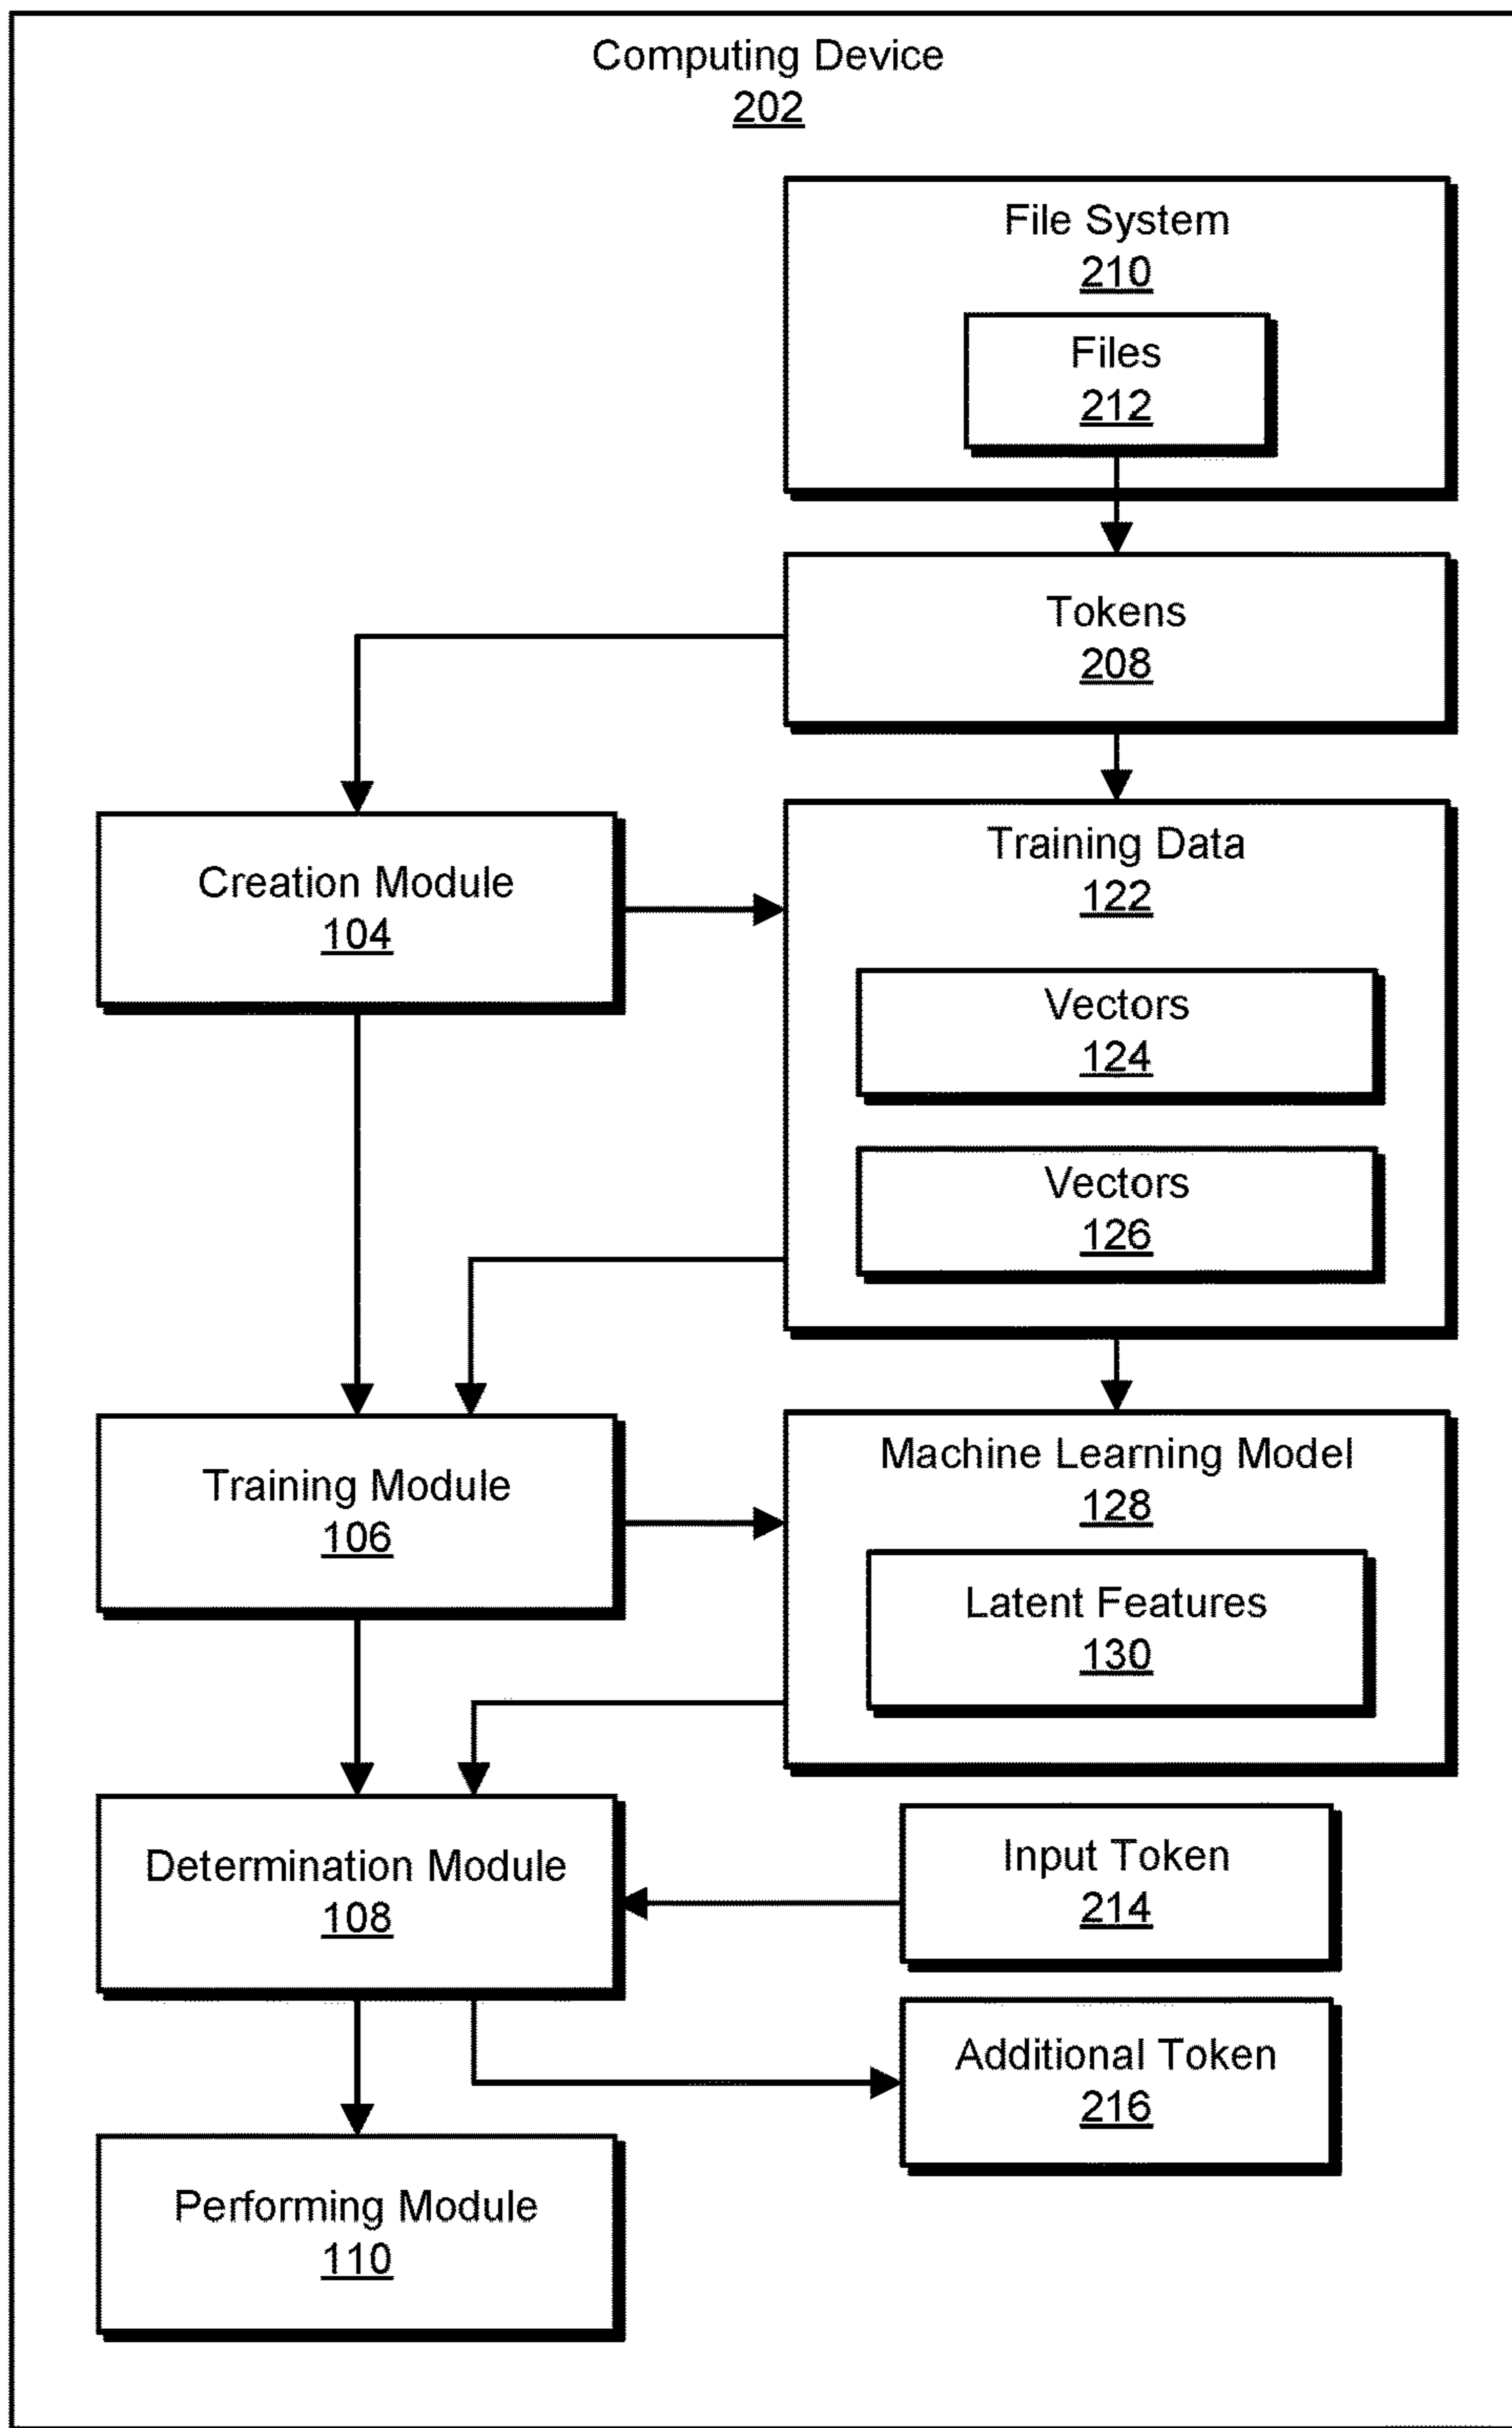 Computing Device
202
File System
210
Files
212
Tokens
208
Creation Module
104
Training Data
122
Vectors
124
Vectors
126
Training Module
106
Machine Learning Model
128
Latent Features
130
Determination Module
108
Input Token
214
Additional Token
216
Performing Module
110